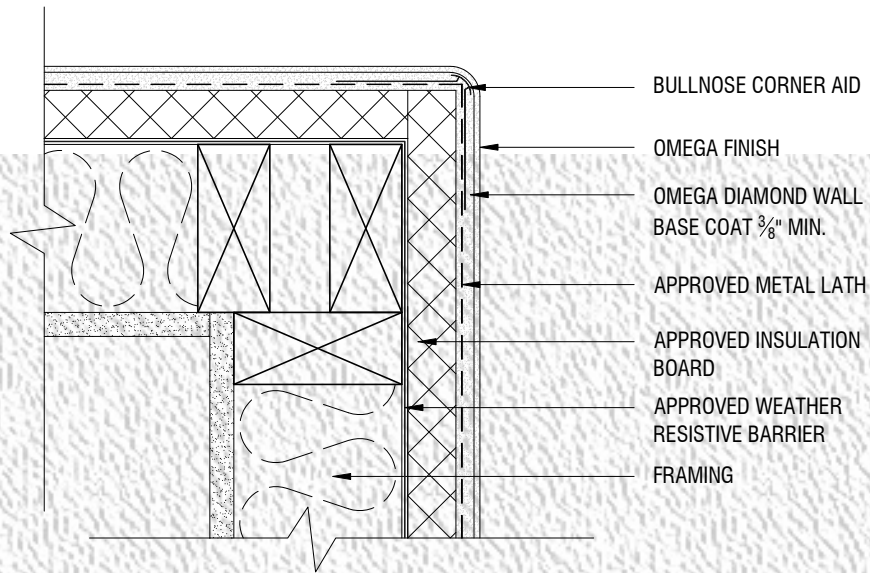 BULLNOSE CORNER AID
OMEGA FINISH
OMEGA DIAMOND WALL
BASE COAT 3/8" MIN.
APPROVED METAL LATH
APPROVED INSULATION
BOARD
APPROVED WEATHER
RESISTIVE BARRIER
FRAMING